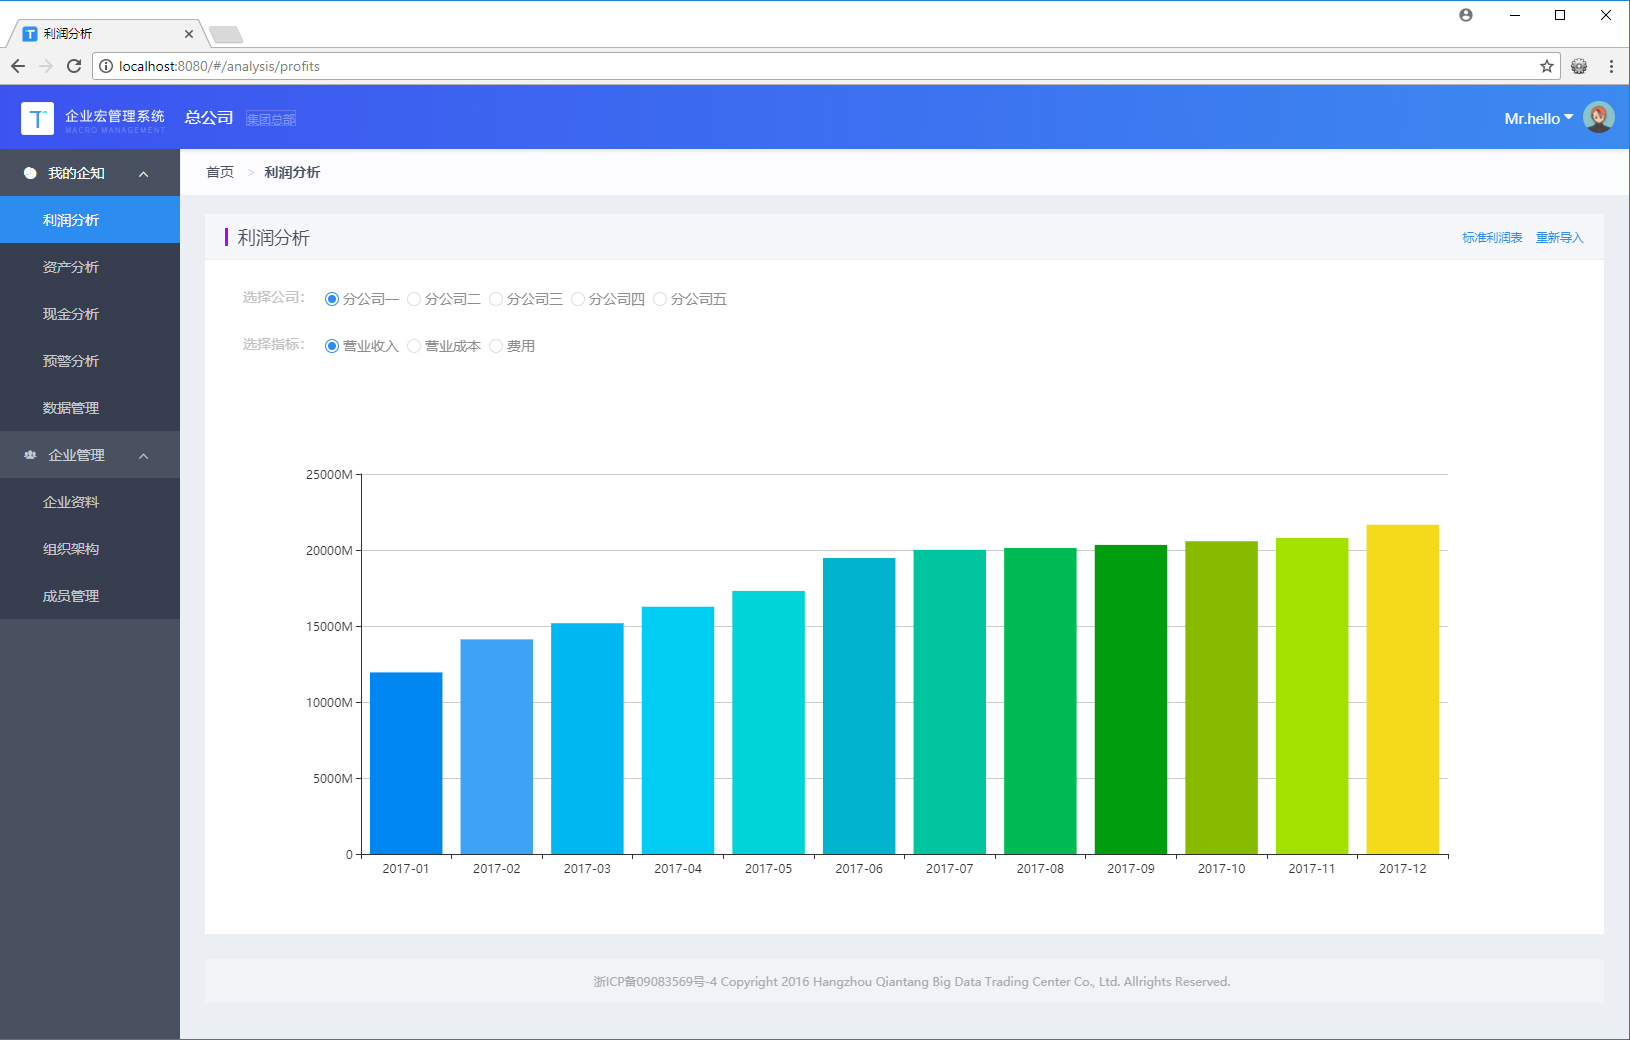 利润分析
localhost:8080/#/analysis/profits
T 企业宏管理系统
MACRO MANAGEMENT
总公司 集团总部
Mr.hello
我的企知
利润分析
资产分析
现金分析
预警分析
数据管理
企业管理
企业资料
组织架构
成员管理
首页 > 利润分析
利润分析
标准利润表 重新导入
选择公司: 分公司一 分公司二 分公司三 分公司四 分公司五
选择指标: 营业收入 营业成本 费用
25000M
20000M
15000M
10000M
5000M
0
2017-01 2017-02 2017-03 2017-04 2017-05 2017-06 2017-07 2017-08 2017-09 2017-10 2017-11 2017-12
浙ICP备09083569号-4 Copyright 2016 Hangzhou Qiantang Big Data Trading Center Co., Ltd. Allrights Reserved.